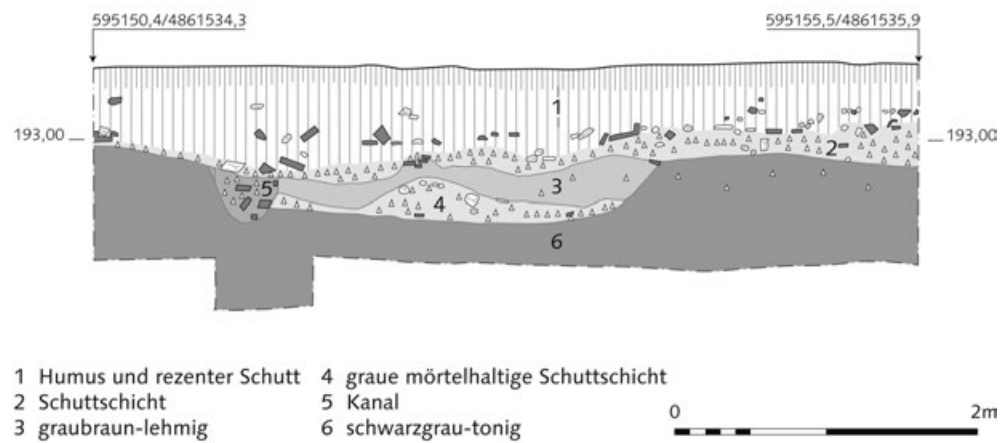 595150,4/4861534,3 595155,5/4861535,9
1
193,00 193,00
2
3
5
4
6
1 Humus und rezenter Schutt 4 graue mörtelhaltige Schuttschicht
2 Schuttschicht 5 Kanal
3 graubraun-lehmig 6 schwarzgrau-tonig
0 2m